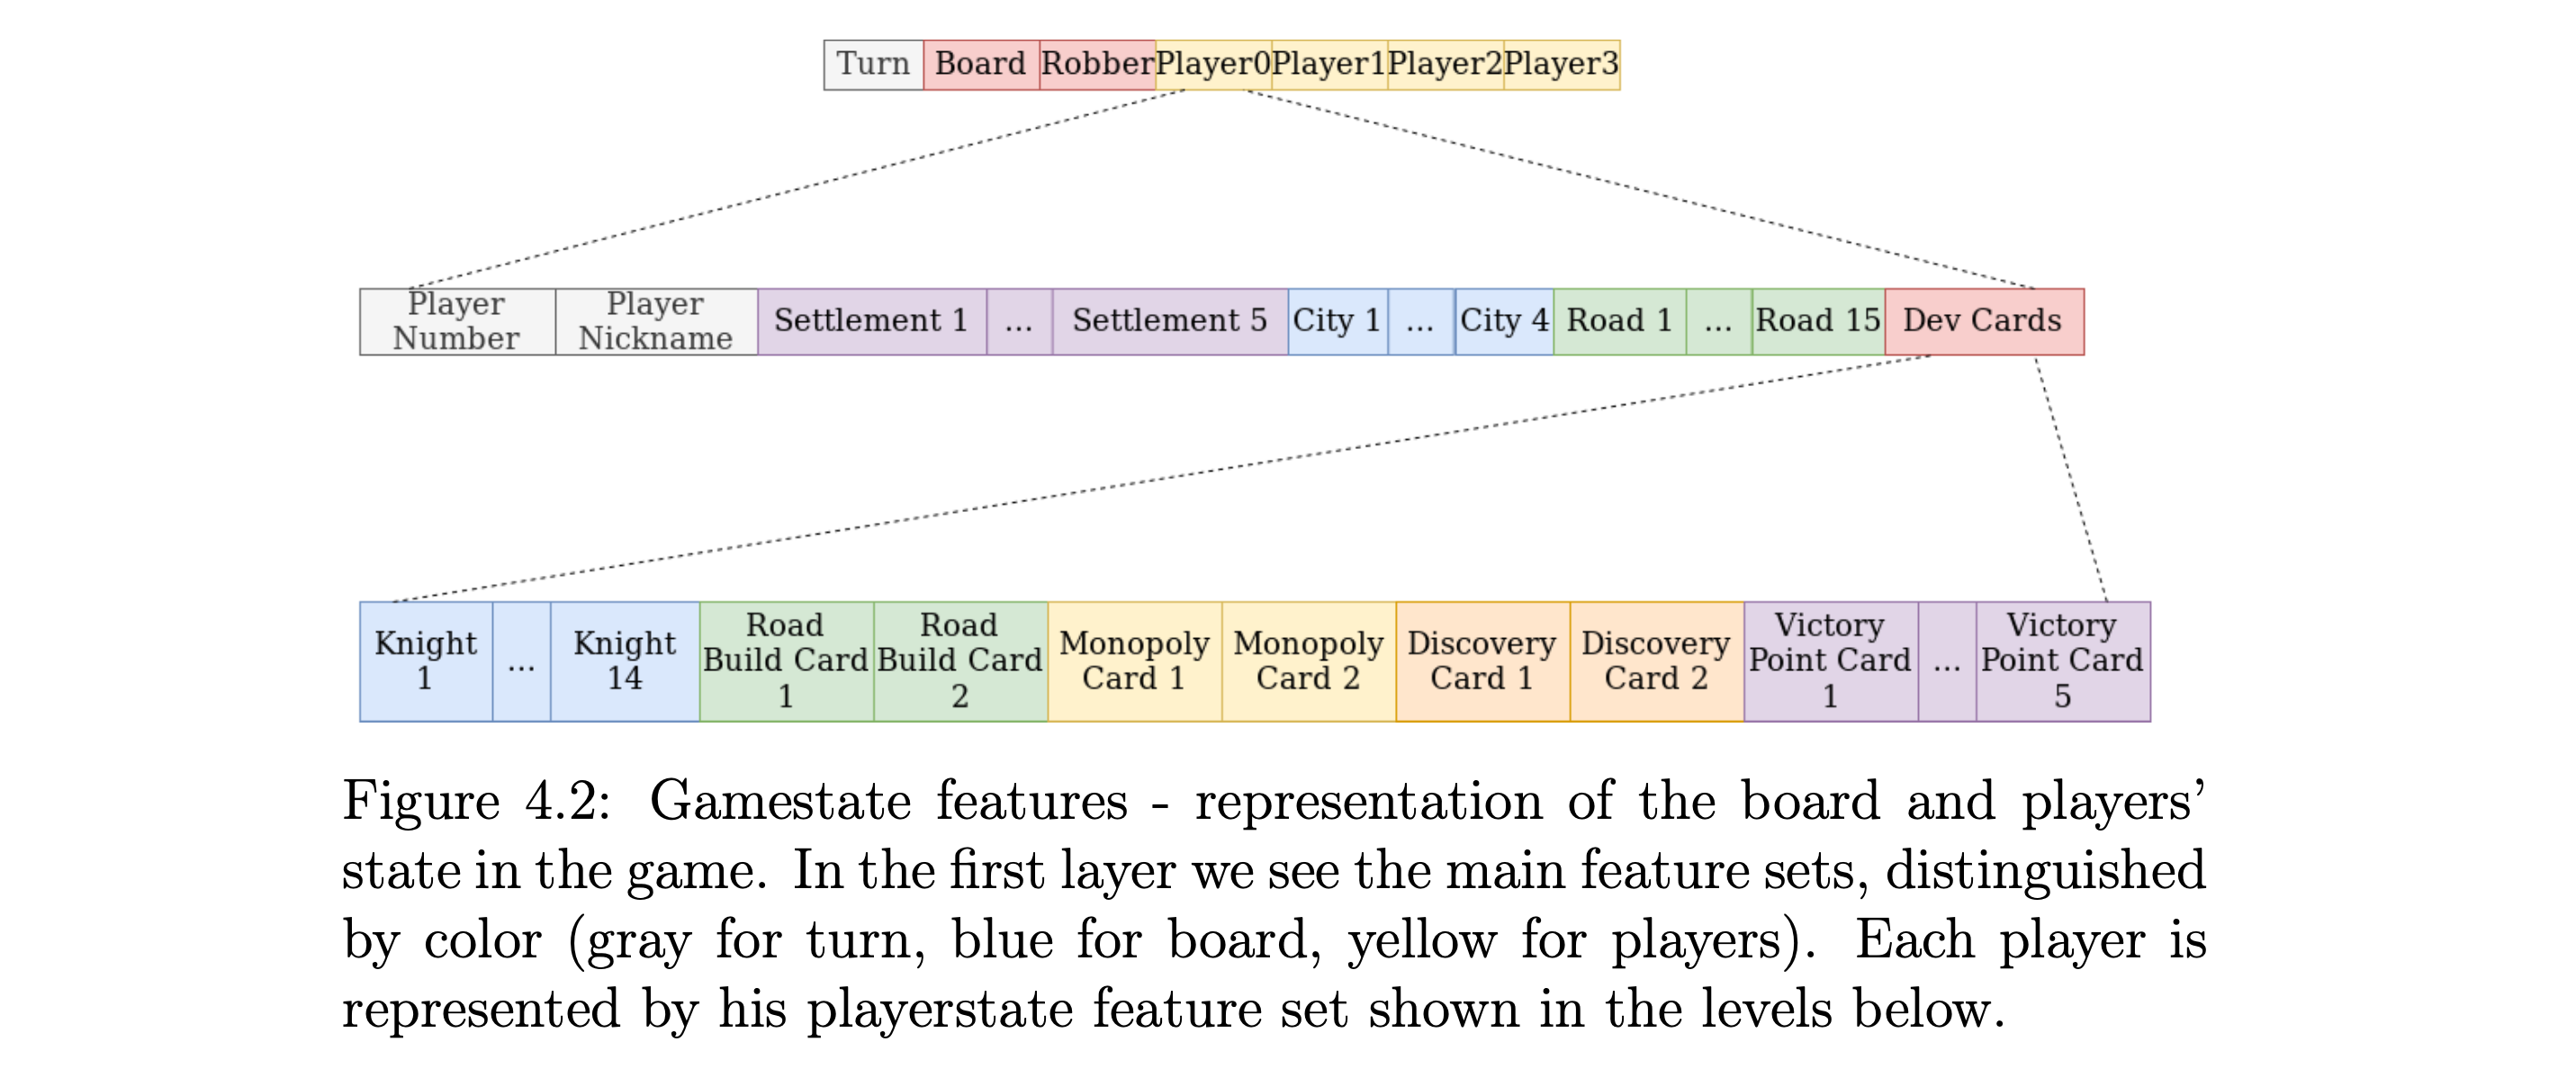 Turn Board Robber Player0 Player1 Player2 Player3
Player Number Player Nickname Settlement 1 ... Settlement 5 City 1 ... City 4 Road 1 ... Road 15 Dev Cards
Knight 1 ... Knight 14 Road Build Card 1 Road Build Card 2 Monopoly Card 1 Monopoly Card 2 Discovery Card 1 Discovery Card 2 Victory Point Card 1 ... Victory Point Card 5
Figure 4.2: Gamestate features - representation of the board and players’
state in the game. In the first layer we see the main feature sets, distinguished
by color (gray for turn, blue for board, yellow for players). Each player is
represented by his playerstate feature set shown in the levels below.